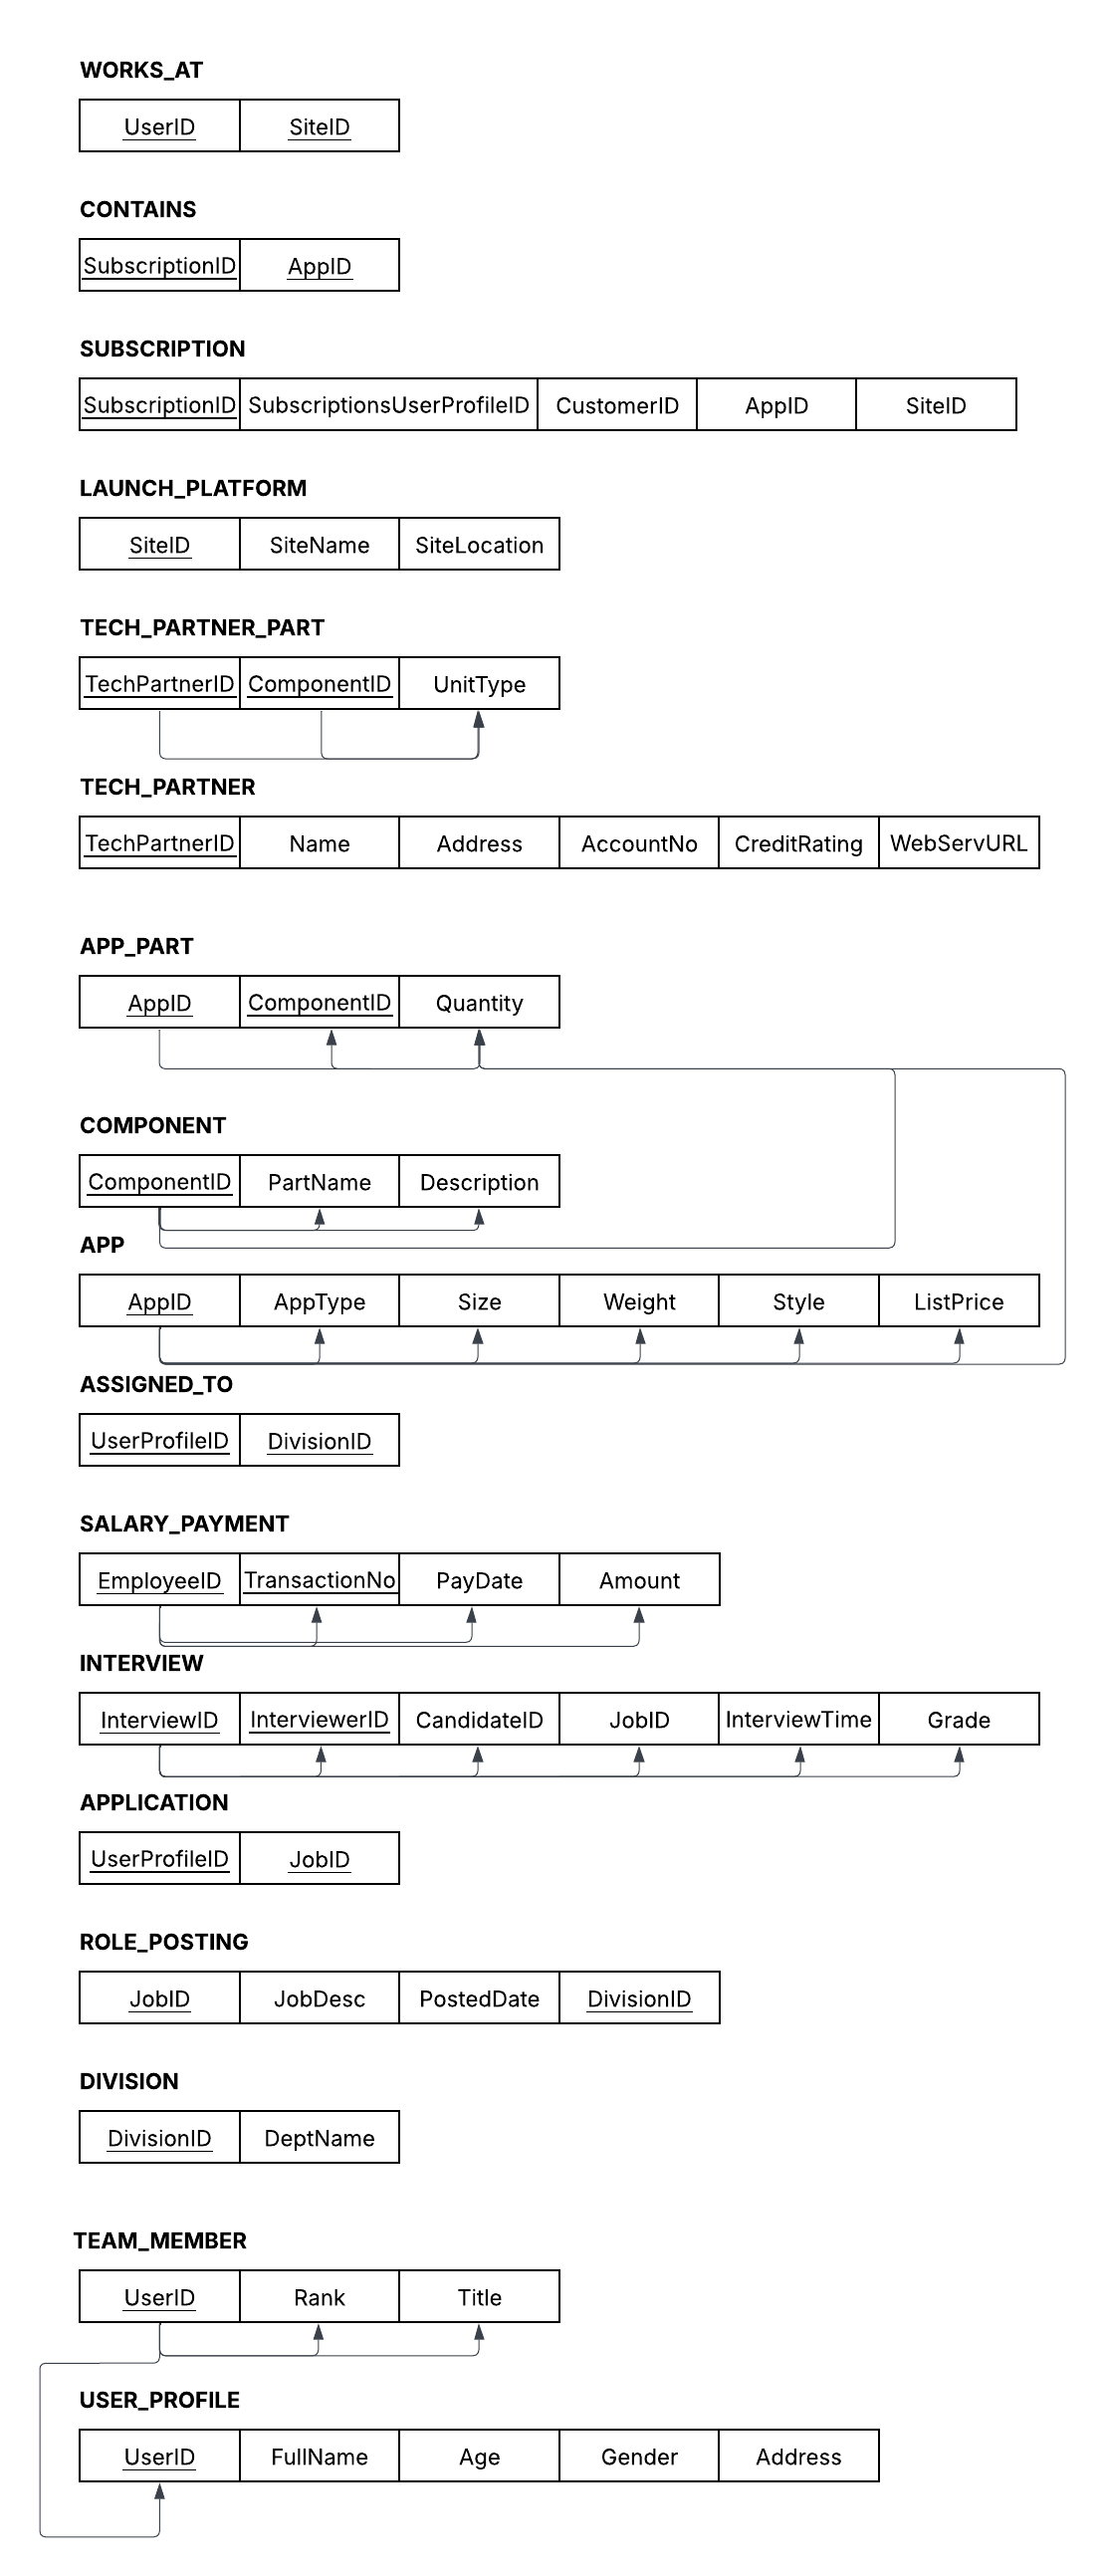 WORKS_AT
UserID SiteID
CONTAINS
SubscriptionID AppID
SUBSCRIPTION
SubscriptionID SubscriptionsUserProfileID CustomerID AppID SiteID
LAUNCH_PLATFORM
SiteID SiteName SiteLocation
TECH_PARTNER_PART
TechPartnerID ComponentID UnitType
TECH_PARTNER
TechPartnerID Name Address AccountNo CreditRating WebServURL
APP_PART
AppID ComponentID Quantity
COMPONENT
ComponentID PartName Description
APP
AppID AppType Size Weight Style ListPrice
ASSIGNED_TO
UserProfileID DivisionID
SALARY_PAYMENT
EmployeeID TransactionNo PayDate Amount
INTERVIEW
InterviewID InterviewerID CandidateID JobID InterviewTime Grade
APPLICATION
UserProfileID JobID
ROLE_POSTING
JobID JobDesc PostedDate DivisionID
DIVISION
DivisionID DeptName
TEAM_MEMBER
UserID Rank Title
USER_PROFILE
UserID FullName Age Gender Address